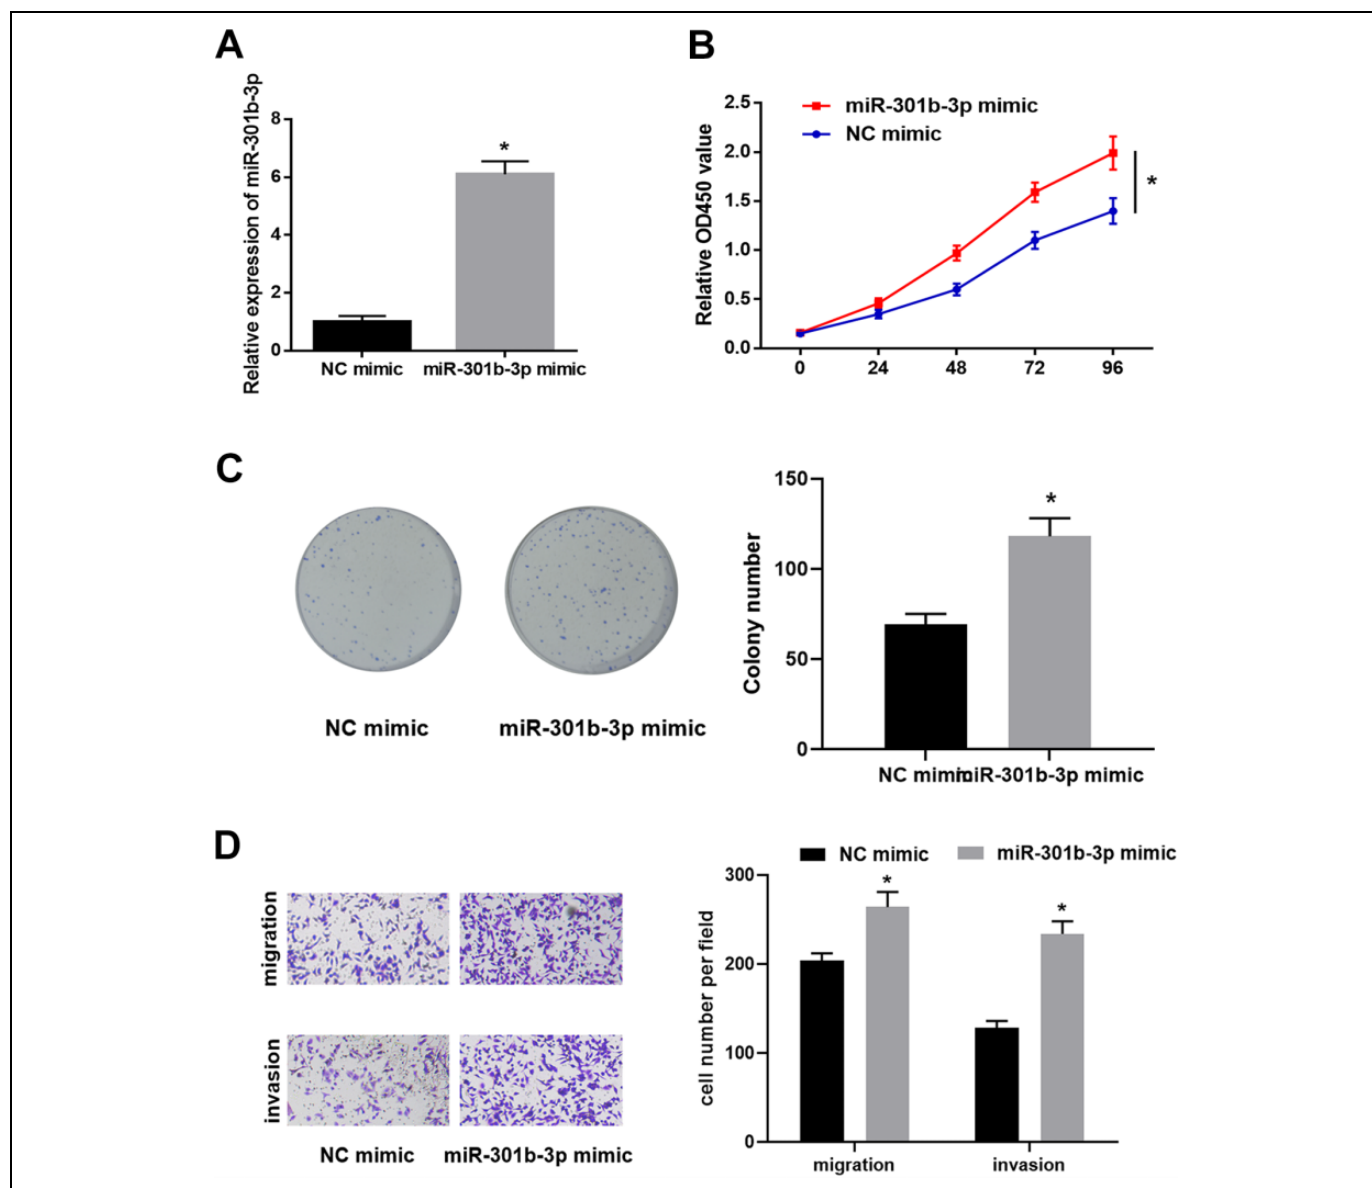 A
Relative expression of miR-301b-3p
8
6
4
2
0
*
NC mimic
miR-301b-3p mimic
B
Relative OD450 value
2.5
2.0
1.5
1.0
0.5
0.0
miR-301b-3p mimic
NC mimic
*
0 24 48 72 96
C
NC mimic
miR-301b-3p mimic
Colony number
150
100
50
0
*
NC mimic
miR-301b-3p mimic
D
migration
invasion
NC mimic
miR-301b-3p mimic
NC mimic
miR-301b-3p mimic
cell number per field
300
200
100
0
*
*
migration
invasion